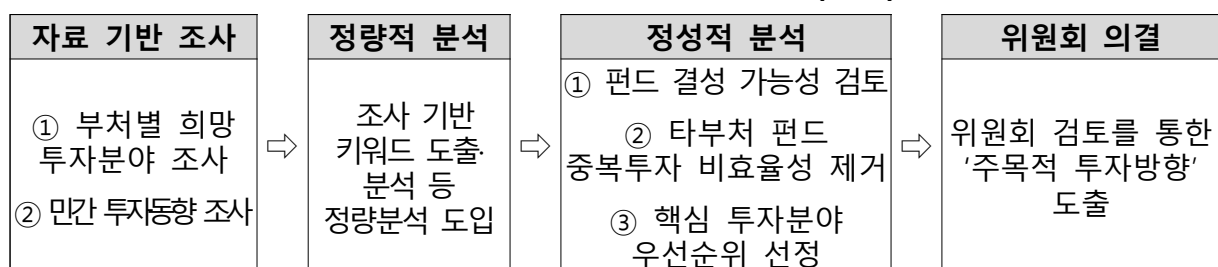 자료 기반 조사
① 부처별 희망
투자분야 조사
② 민간 투자동향 조사
⇨
정량적 분석
조사 기반
키워드 도출·
분석 등
정량분석 도입
⇨
정성적 분석
① 펀드 결성 가능성 검토
② 타부처 펀드
중복투자 비효율성 제거
③ 핵심 투자분야
우선순위 선정
⇨
위원회 의결
위원회 검토를 통한
'주목적 투자방향'
도출